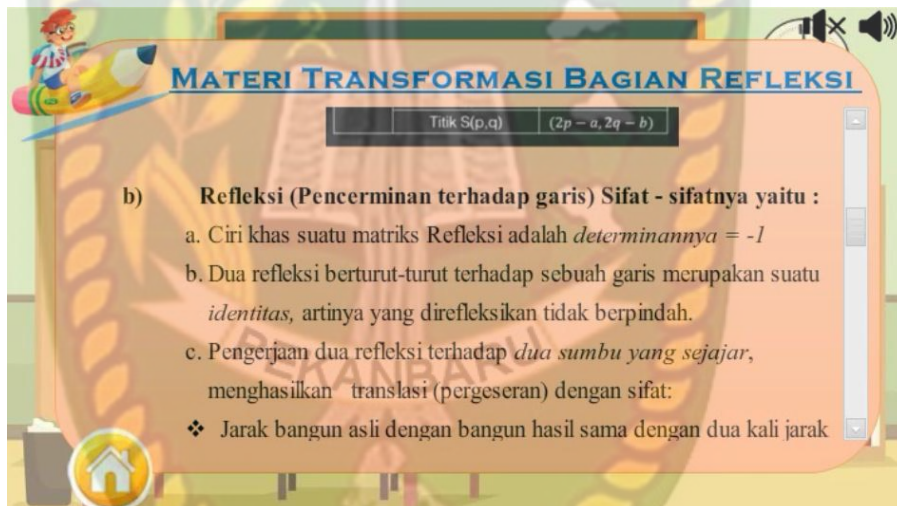 MATERI TRANSFORMASI BAGIAN REFLEKSI
Titik S(p,q) (2p − a, 2q − b)
b) Refleksi (Pencerminan terhadap garis) Sifat - sifatnya yaitu :
a. Ciri khas suatu matriks Refleksi adalah determinannya = -1
b. Dua refleksi berturut-turut terhadap sebuah garis merupakan suatu
identitas, artinya yang direfleksikan tidak berpindah.
c. Pengerjaan dua refleksi terhadap dua sumbu yang sejajar,
menghasilkan translasi (pergeseran) dengan sifat:
❖ Jarak bangun asli dengan bangun hasil sama dengan dua kali jarak
PEKANBARU